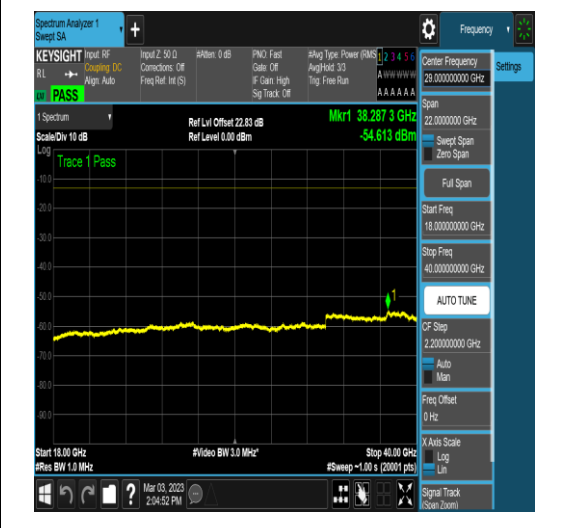 Spectrum Analyzer 1
Swept SA
+
Frequency
KEYSIGHT
RL
PASS
Input: RF
Coupling: DC
Align: Auto
Input Z: 50 Ω
Corrections: Off
Freq Ref: Int (S)
#Atten: 0 dB
PNO: Fast
Gate: Off
IF Gain: High
Sig Track: Off
#Avg Type: Power (RMS)
Avg|Hold: 3/3
Trig: Free Run
1 2 3 4 5 6
A W W W W W
A A A A A A
Center Frequency
29.000000000 GHz
Settings
Span
22.0000000 GHz
Swept Span
Zero Span
Full Span
Start Freq
18.000000000 GHz
Stop Freq
40.000000000 GHz
AUTO TUNE
CF Step
2.200000000 GHz
Auto
Man
Freq Offset
0 Hz
X Axis Scale
Log
Lin
Signal Track
(Span Zoom)
1 Spectrum
Scale/Div 10 dB
Ref Lvl Offset 22.83 dB
Ref Level 0.00 dBm
Mkr1 38.287 3 GHz
-54.613 dBm
Log
Trace 1 Pass
-10.0
-20.0
-30.0
-40.0
-50.0
-60.0
-70.0
-80.0
-90.0
1
Start 18.00 GHz
#Res BW 1.0 MHz
#Video BW 3.0 MHz*
Stop 40.00 GHz
#Sweep ~1.00 s (20001 pts)
?
Mar 03, 2023
2:04:52 PM